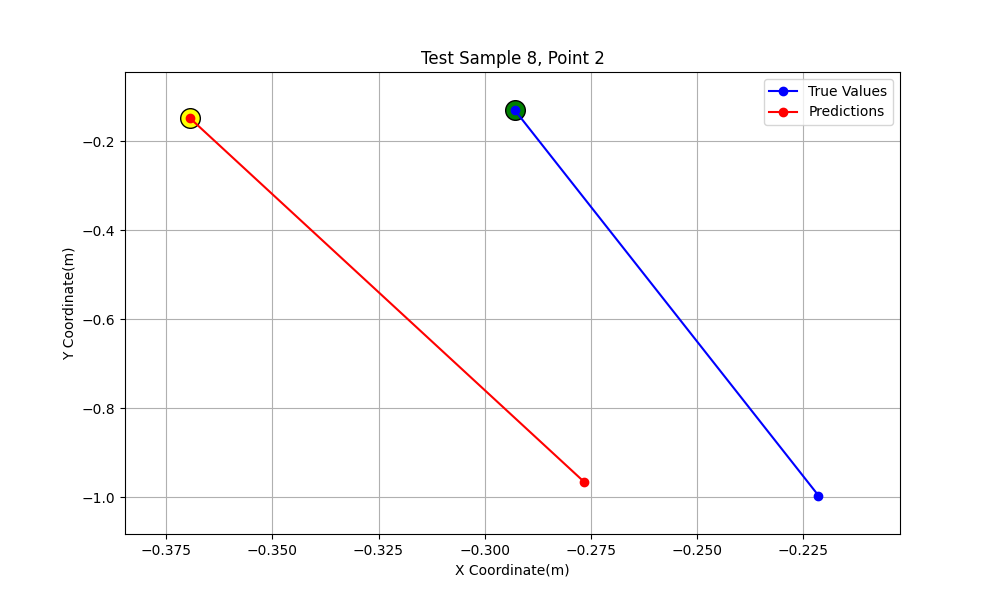 Test Sample 8, Point 2
True Values
Predictions
−0.2
−0.4
−0.6
−0.8
−1.0
Y Coordinate(m)
−0.375 −0.350 −0.325 −0.300 −0.275 −0.250 −0.225
X Coordinate(m)